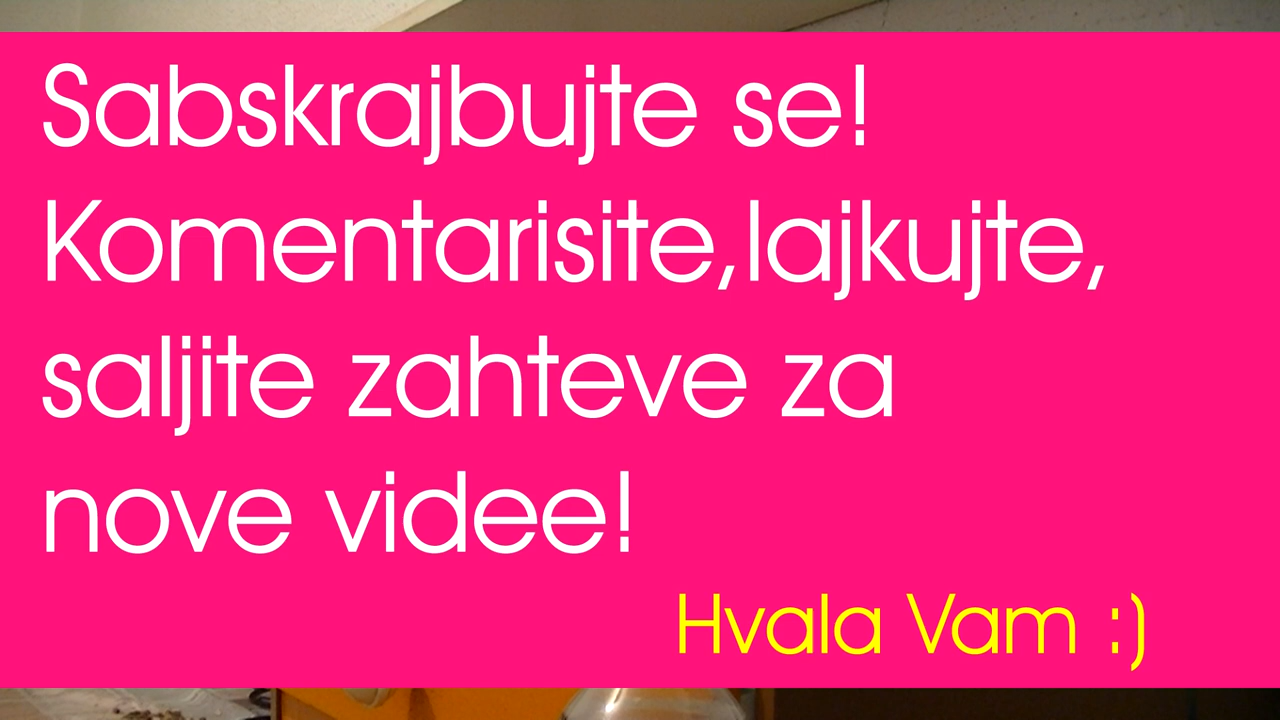 Sabskrajbujte se!
Komentarisite,lajkujte,
saljite zahteve za
nove videe!
Hvala Vam :)